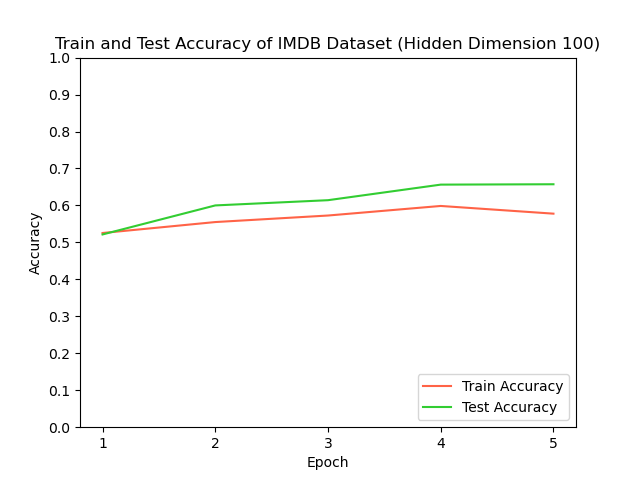 Train and Test Accuracy of IMDB Dataset (Hidden Dimension 100)
1.0
0.9
0.8
0.7
0.6
0.5
0.4
0.3
0.2
0.1
0.0
Accuracy
Train Accuracy
Test Accuracy
1 2 3 4 5
Epoch